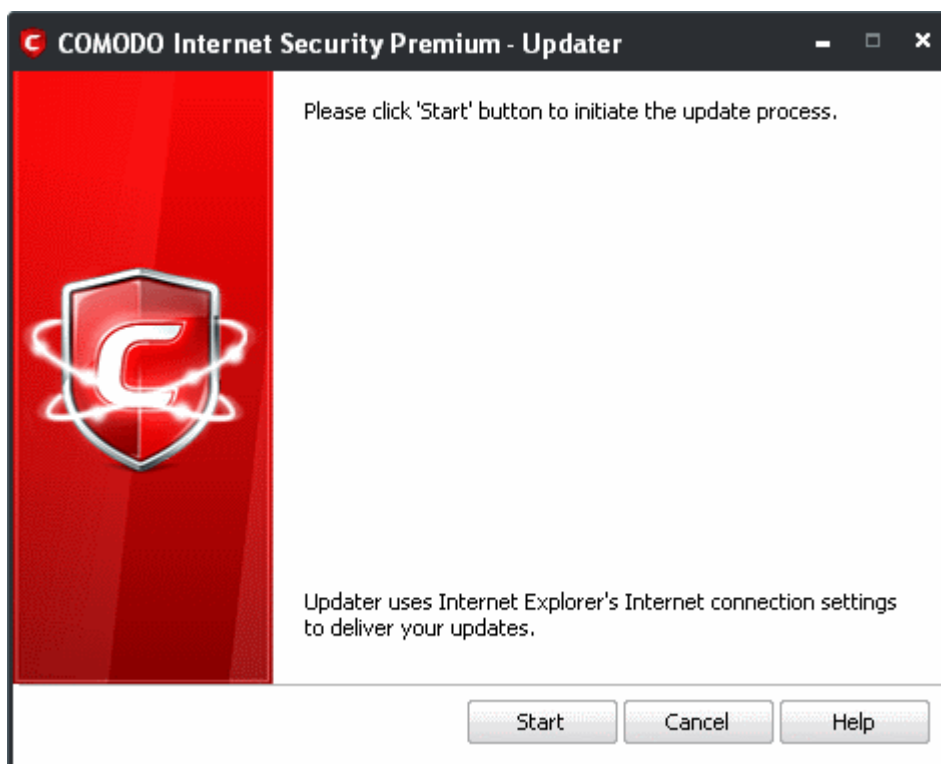 COMODO Internet Security Premium - Updater
Please click 'Start' button to initiate the update process.
Updater uses Internet Explorer's Internet connection settings
to deliver your updates.
Start
Cancel
Help